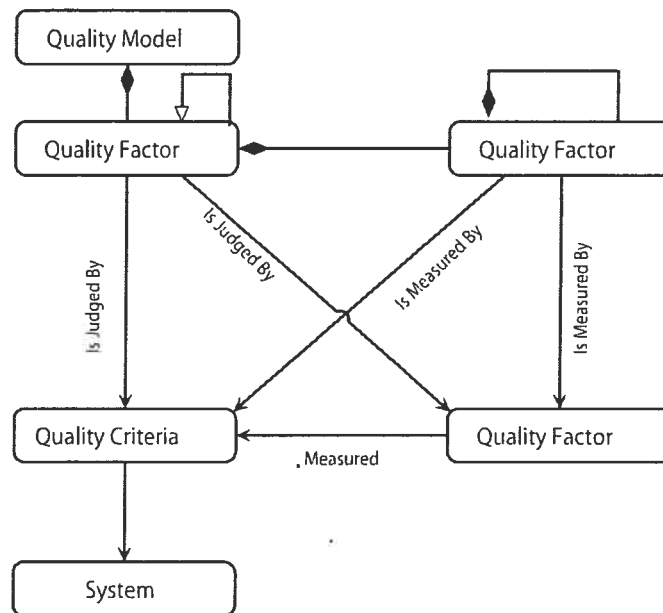 Quality Model
Quality Factor
Quality Factor
Is Judged By
Is Judged By
Is Measured By
Is Measured By
Quality Criteria
Quality Factor
. Measured
System